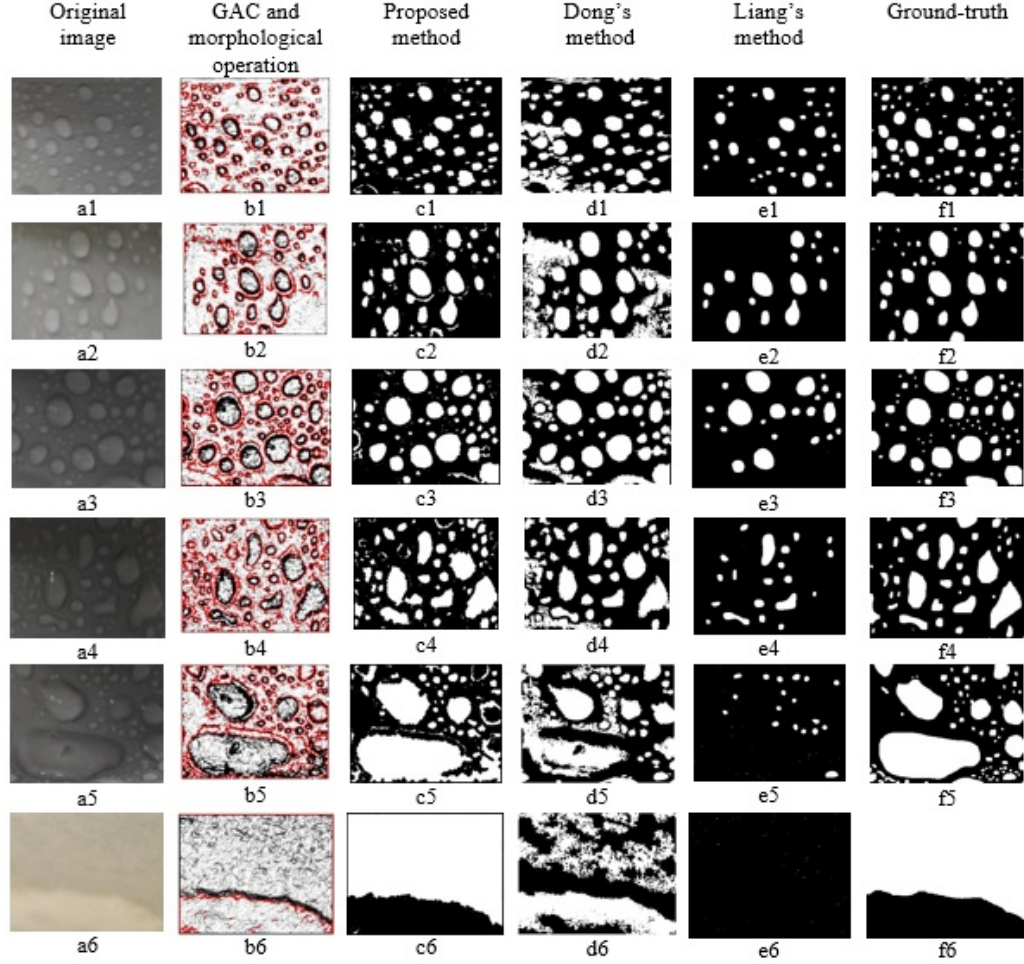 Original
image
GAC and
morphological
operation
Proposed
method
Dong's
method
Liang's
method
Ground-truth
a1 b1 c1 d1 e1 f1
a2 b2 c2 d2 e2 f2
a3 b3 c3 d3 e3 f3
a4 b4 c4 d4 e4 f4
a5 b5 c5 d5 e5 f5
a6 b6 c6 d6 e6 f6